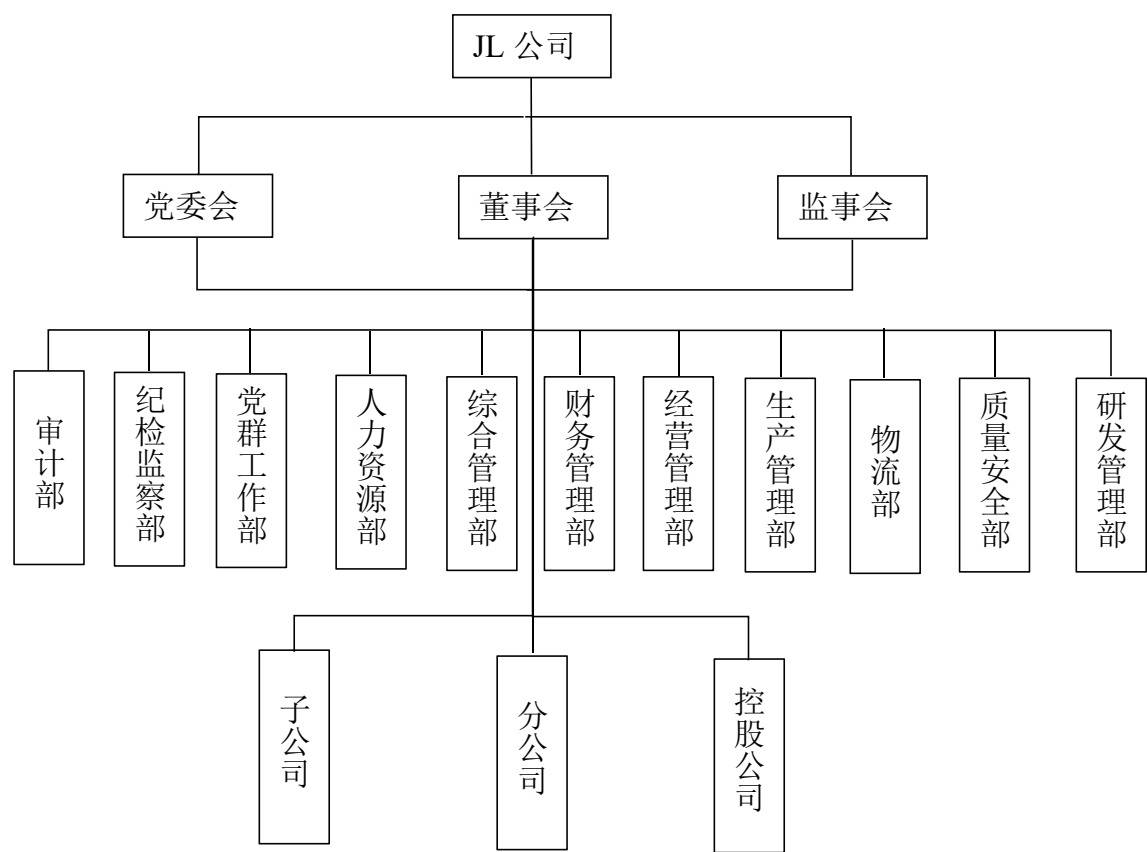 JL 公司
党委会
董事会
监事会
审计部
纪检监察部
党群工作部
人力资源部
综合管理部
财务管理部
经营管理部
生产管理部
物流部
质量安全部
研发管理部
子公司
分公司
控股公司